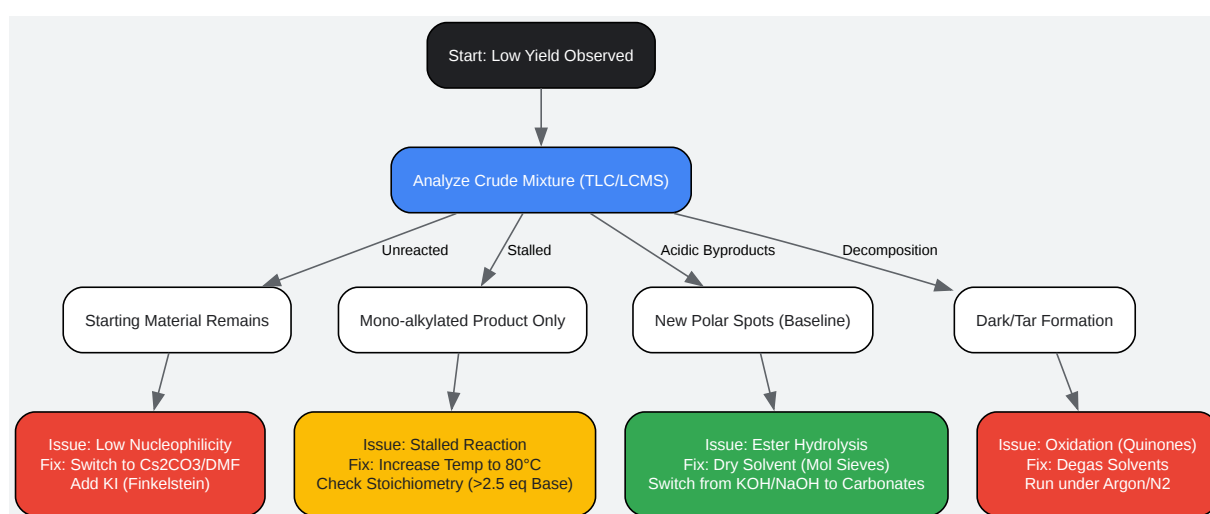 Start: Low Yield Observed
Analyze Crude Mixture (TLC/LCMS)
Unreacted
Stalled
Acidic Byproducts
Decomposition
Starting Material Remains
Mono-alkylated Product Only
New Polar Spots (Baseline)
Dark/Tar Formation
Issue: Low Nucleophilicity
Fix: Switch to Cs2CO3/DMF
Add KI (Finkelstein)
Issue: Stalled Reaction
Fix: Increase Temp to 80°C
Check Stoichiometry (>2.5 eq Base)
Issue: Ester Hydrolysis
Fix: Dry Solvent (Mol Sieves)
Switch from KOH/NaOH to Carbonates
Issue: Oxidation (Quinones)
Fix: Degas Solvents
Run under Argon/N2